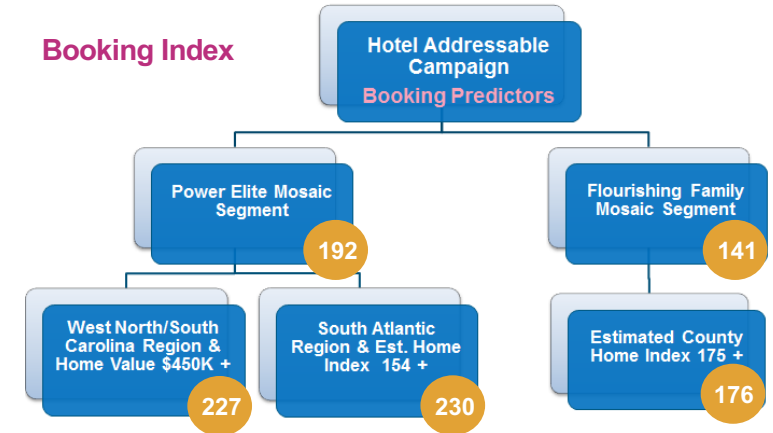 Booking Index
Hotel Addressable
Campaign
Booking Predictors
Power Elite Mosaic
Segment
192
Flourishing Family
Mosaic Segment
141
West North/South
Carolina Region &
Home Value $450K +
227
South Atlantic
Region & Est. Home
Index 154 +
230
Estimated County
Home Index 175 +
176